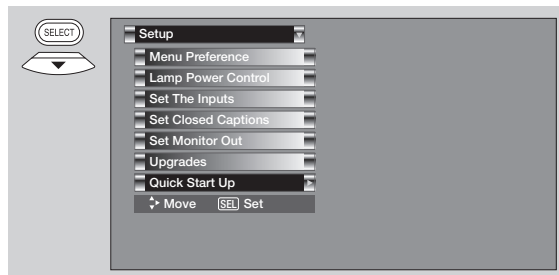 SELECT
Setup
Menu Preference
Lamp Power Control
Set The Inputs
Set Closed Captions
Set Monitor Out
Upgrades
Quick Start Up
Move SEL Set